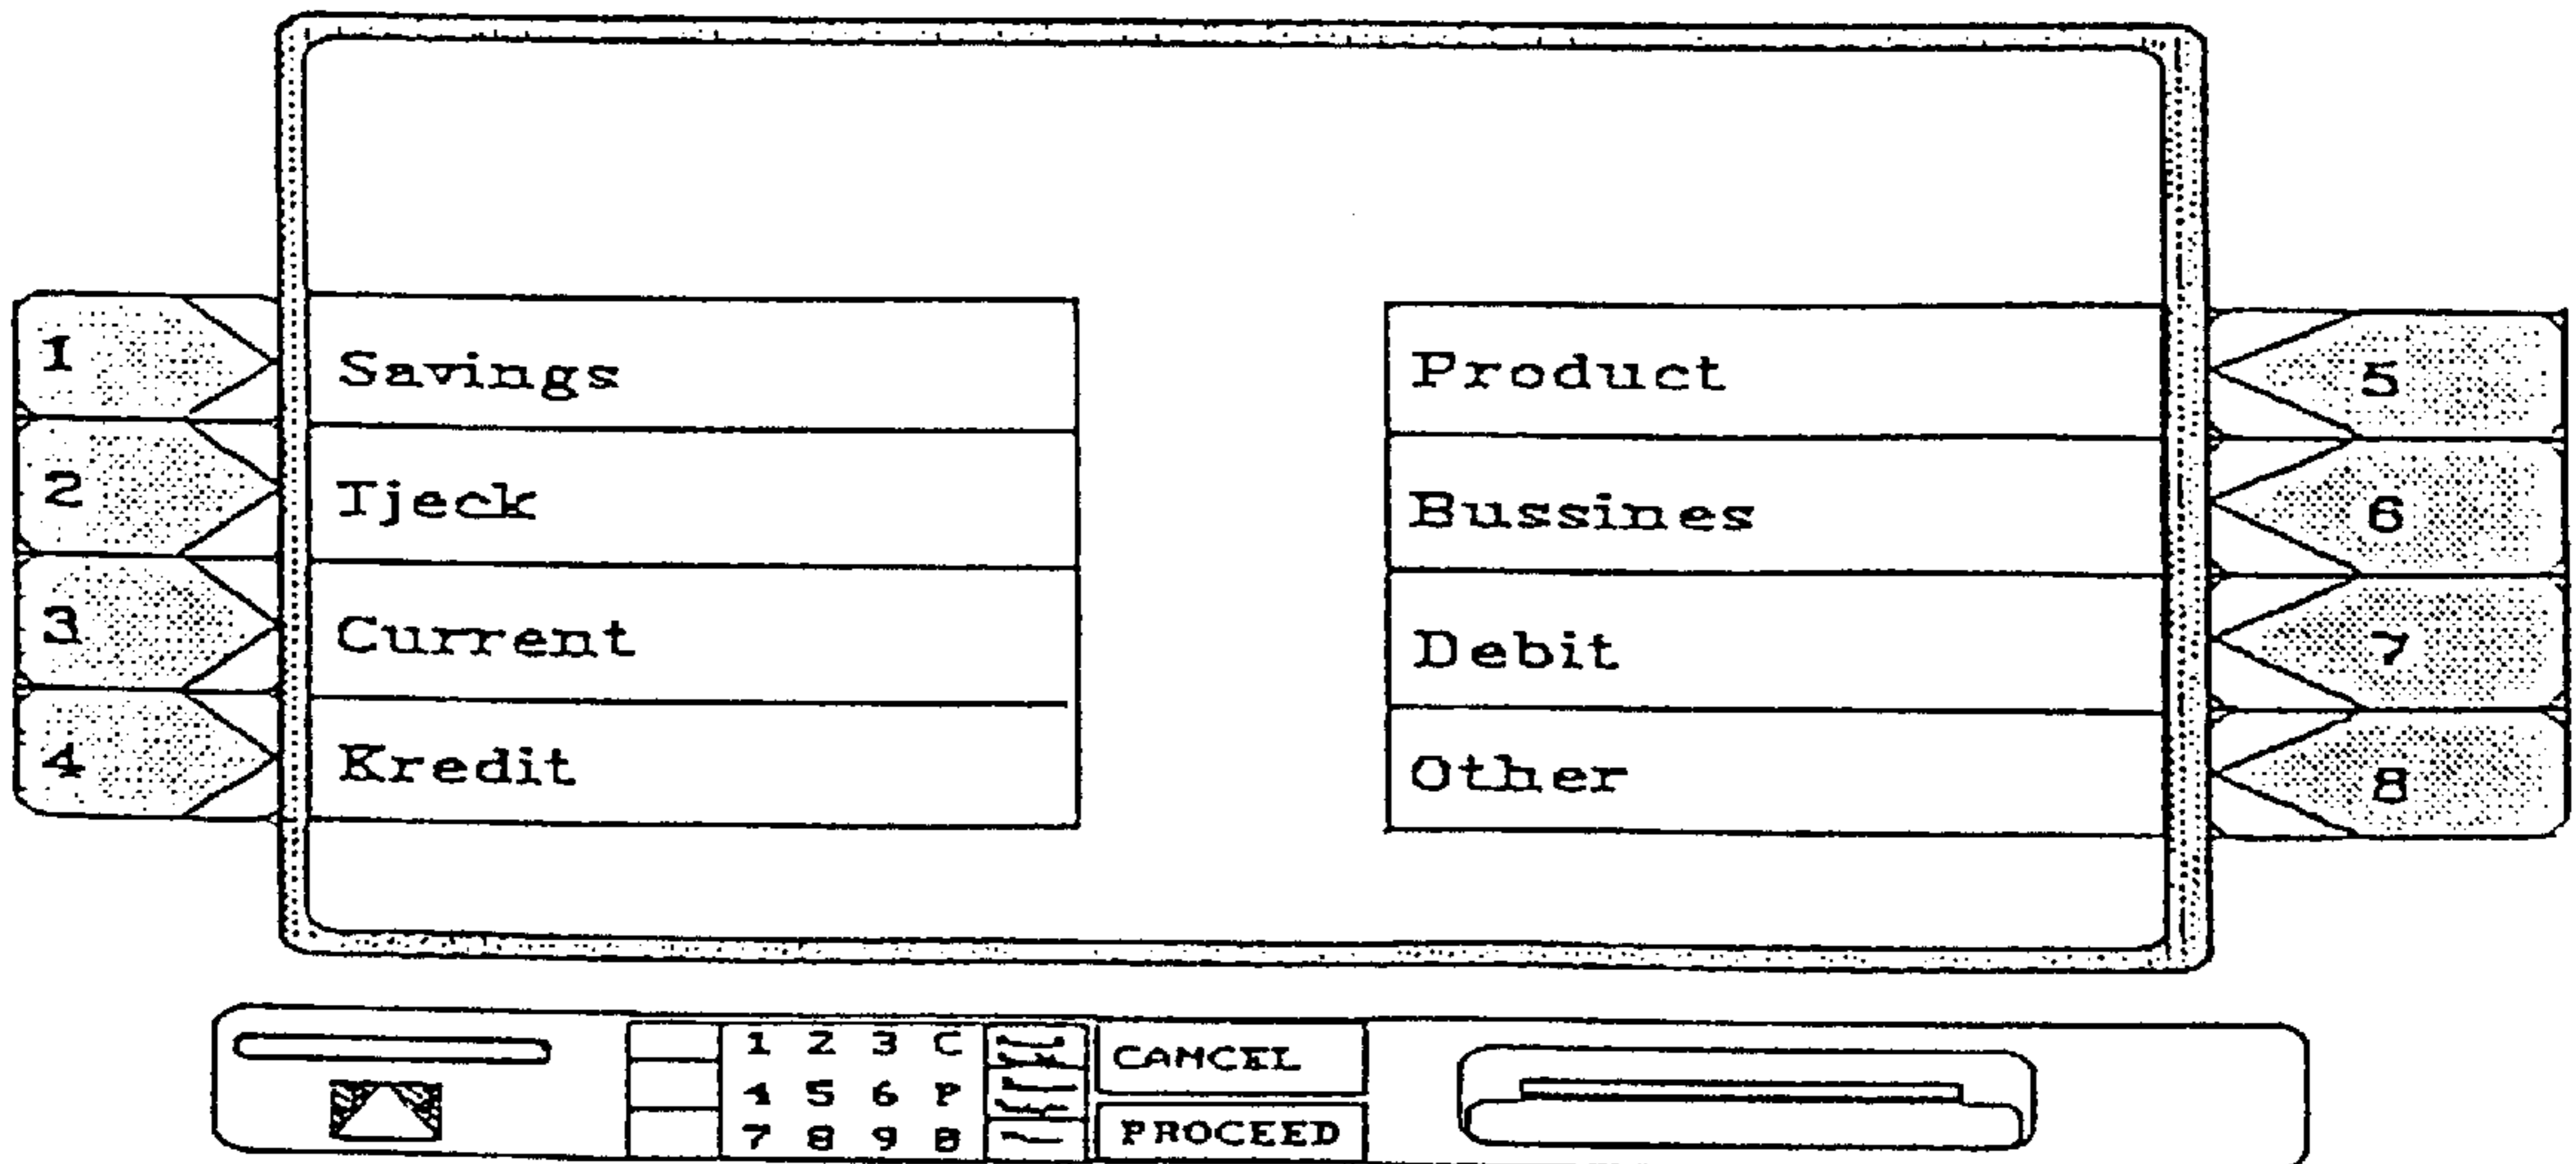 1 Savings
2 Tjeck
3 Current
4 Kredit
Product 5
Bussines 6
Debit 7
Other 8
1 2 3 C
4 5 6 P
7 8 9 0
CANCEL
PROCEED